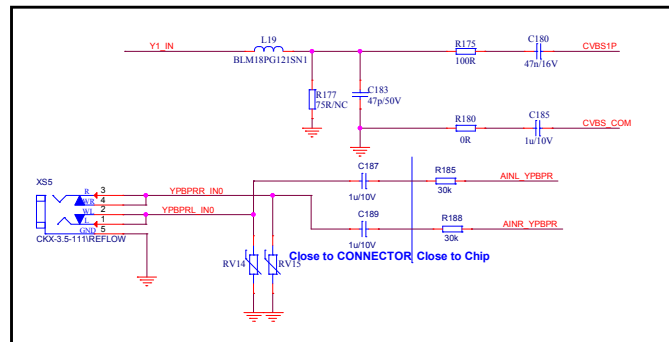 L19
Y1_IN
BLM18PG121SN1
R175
100R
C180
47n/16V
CVBS1P
R177
75R/NC
C183
47p/50V
R180
0R
C185
1u/10V
CVBS_COM
XS5
R 3
WR 4
WL 2
L 1
GND 5
CKX-3.5-111\REFLOW
YPBPRR_IN0
YPBPRL_IN0
C187
1u/10V
R185
30k
AINL_YPBPR
C189
1u/10V
R188
30k
AINR_YPBPR
RV14
RV15
Close to CONNECTOR
Close to Chip